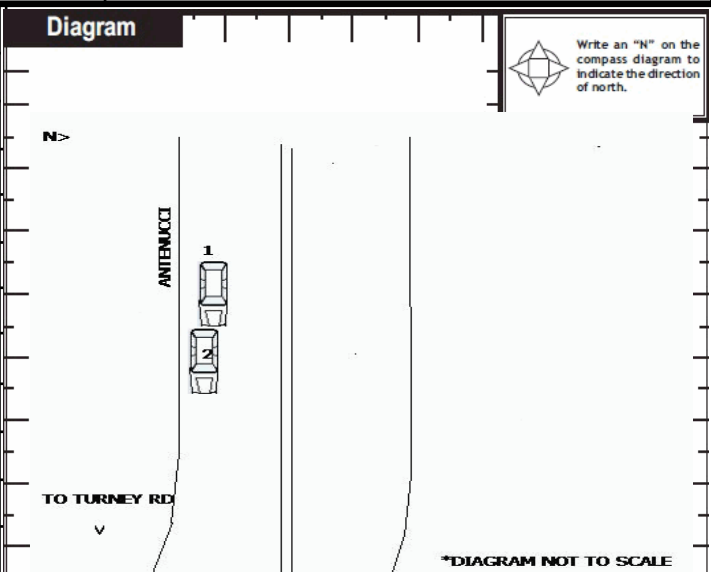 Diagram
Write an “N” on the
compass diagram to
indicate the direction
of north.
N>
ANTENUCCI
1
2
TO TURNEY RD
V
*DIAGRAM NOT TO SCALE